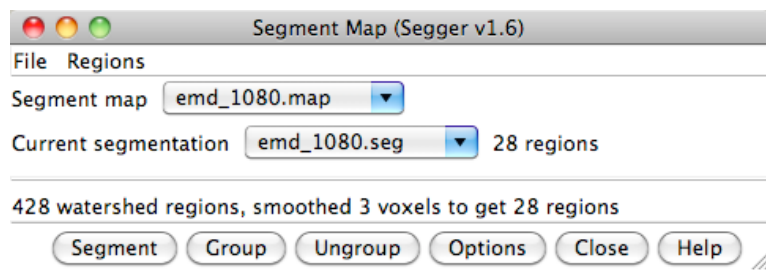 Segment Map (Segger v1.6)
File Regions
Segment map emd_1080.map
Current segmentation emd_1080.seg 28 regions
428 watershed regions, smoothed 3 voxels to get 28 regions
Segment Group Ungroup Options Close Help